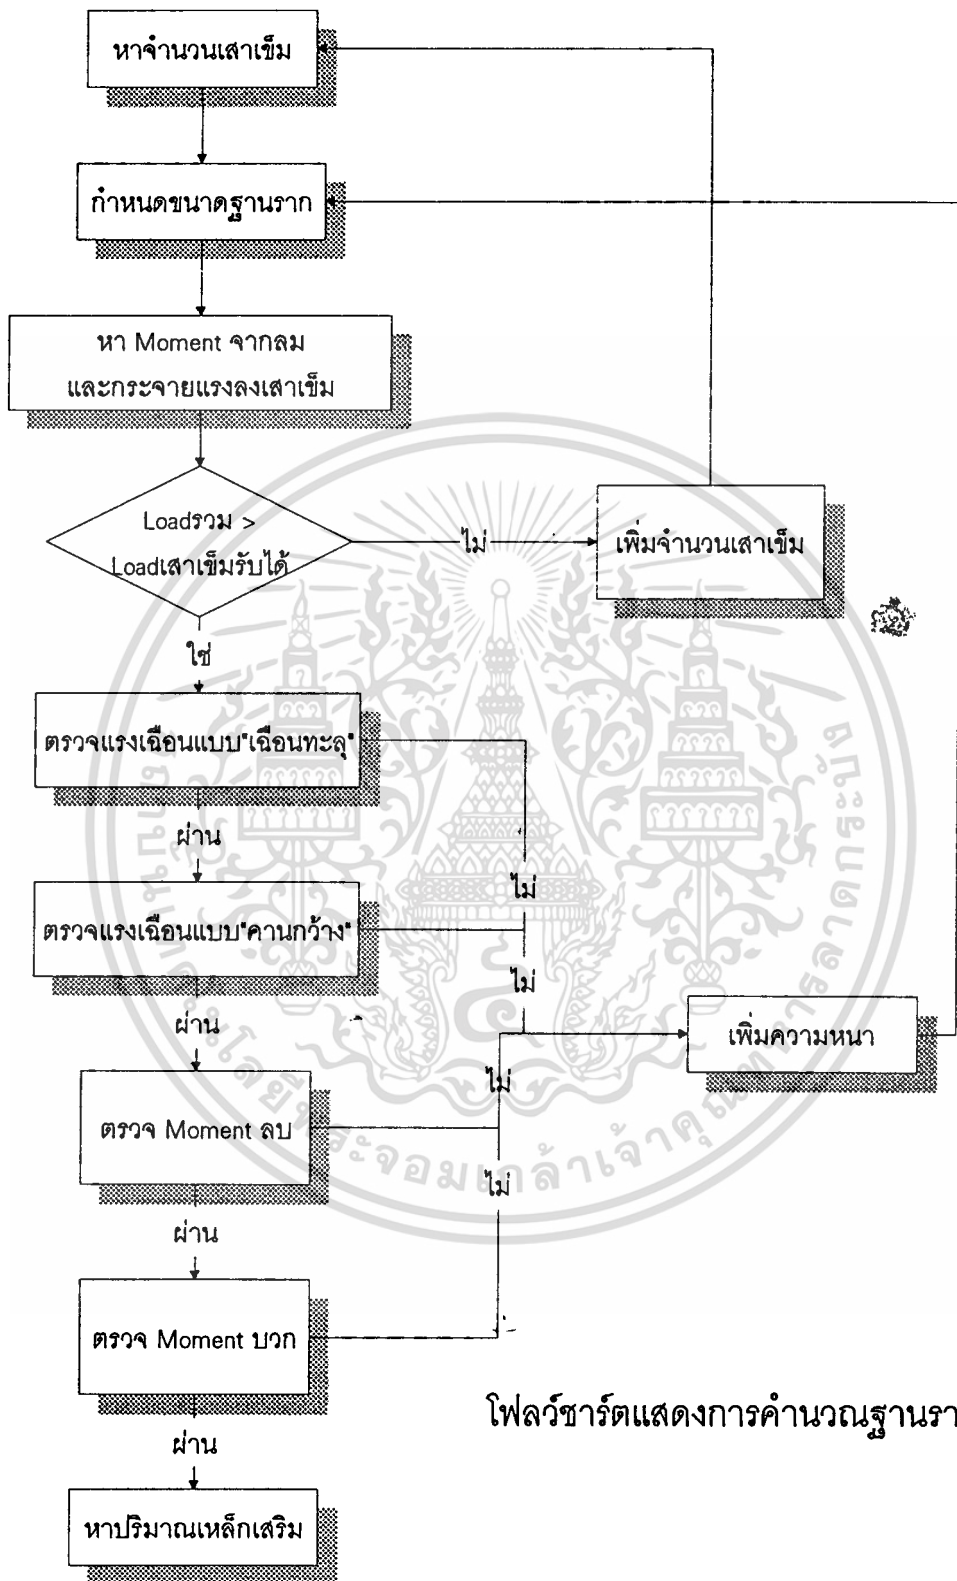 หาจำนวนเสาเข็ม
กำหนดขนาดฐานราก
หา Moment จากลม
และกระจายแรงลงเสาเข็ม
Loadรวม >
Loadเสาเข็มรับได้
ไม่
เพิ่มจำนวนเสาเข็ม
ใช่
ตรวจแรงเฉือนแบบ"เฉือนทะลุ"
ผ่าน
ไม่
ตรวจแรงเฉือนแบบ"คานกว้าง"
ไม่
ผ่าน
เพิ่มความหนา
ไม่
ตรวจ Moment ลบ
ไม่
ผ่าน
ตรวจ Moment บวก
โฟลว์ชาร์ตแสดงการคำนวณฐานรา
ผ่าน
หาปริมาณเหล็กเสริม